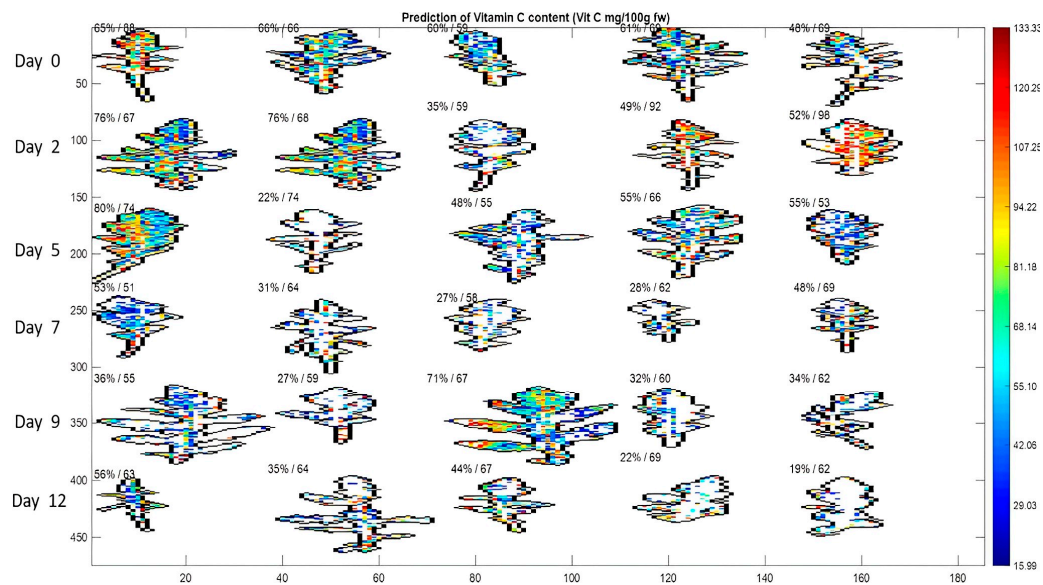 Prediction of Vitamin C content (Vit C mg/100g fw)
65% / 88 66% / 66 60% / 59 61% / 69 48% / 69
Day 0
50
76% / 67 76% / 68 35% / 59 49% / 92 52% / 98
100
Day 2
150
80% / 74 22% / 74 48% / 55 55% / 66 55% / 53
200
Day 5
250
53% / 51 31% / 64 27% / 56 28% / 62 48% / 69
Day 7
300
36% / 55 27% / 59 71% / 67 32% / 60 34% / 62
350
Day 9
400
56% / 63 35% / 64 44% / 67 22% / 69 19% / 62
Day 12
450
20 40 60 80 100 120 140 160 180
133.33
120.29
107.25
94.22
81.18
68.14
55.10
42.06
29.03
15.99